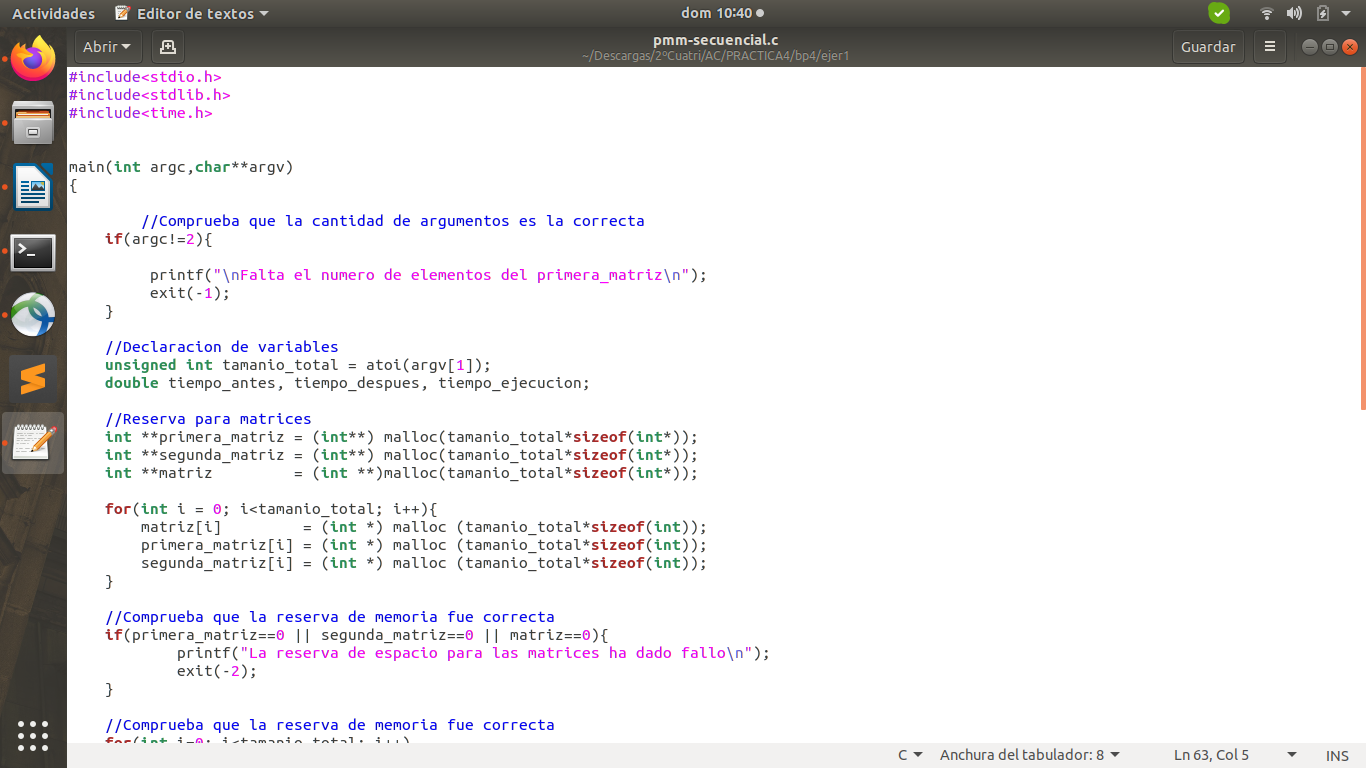 Actividades Editor de textos dom 10:40
Abrir pmm-secuencial.c Guardar
~/Descargas/2ºCuatri/AC/PRACTICA4/bp4/ejer1
#include<stdio.h>
#include<stdlib.h>
#include<time.h>
main(int argc,char**argv)
{
//Comprueba que la cantidad de argumentos es la correcta
if(argc!=2){
printf("\nFalta el numero de elementos del primera_matriz\n");
exit(-1);
}
//Declaracion de variables
unsigned int tamanio_total = atoi(argv[1]);
double tiempo_antes, tiempo_despues, tiempo_ejecucion;
//Reserva para matrices
int **primera_matriz = (int**) malloc(tamanio_total*sizeof(int*));
int **segunda_matriz = (int**) malloc(tamanio_total*sizeof(int*));
int **matriz         = (int **)malloc(tamanio_total*sizeof(int*));
for(int i = 0; i<tamanio_total; i++){
matriz[i]         = (int *) malloc (tamanio_total*sizeof(int));
primera_matriz[i] = (int *) malloc (tamanio_total*sizeof(int));
segunda_matriz[i] = (int *) malloc (tamanio_total*sizeof(int));
}
//Comprueba que la reserva de memoria fue correcta
if(primera_matriz==0 || segunda_matriz==0 || matriz==0){
printf("La reserva de espacio para las matrices ha dado fallo\n");
exit(-2);
}
//Comprueba que la reserva de memoria fue correcta
for(int i=0; i<tamanio_total; i++)
C Anchura del tabulador: 8 Ln 63, Col 5 INS